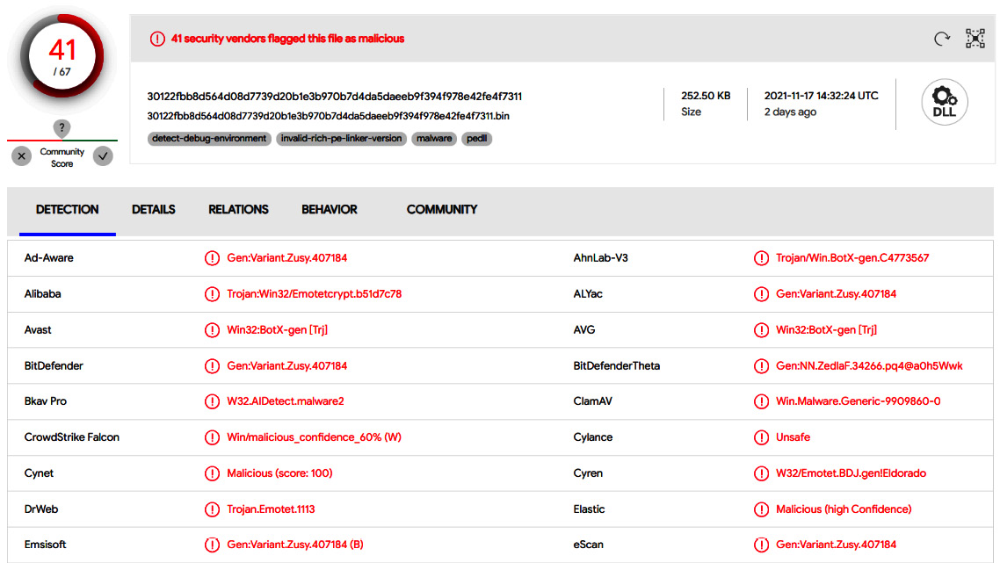 41
/ 67
?
Community
Score
41 security vendors flagged this file as malicious
30122fbb8d564d08d7739d20b1e3b970b7d4da5daeeb9f394f978e42fe4f7311
30122fbb8d564d08d7739d20b1e3b970b7d4da5daeeb9f394f978e42fe4f7311.bin
detect-debug-environment invalid-rich-pe-linker-version malware pedll
252.50 KB
Size
2021-11-17 14:32:24 UTC
2 days ago
DLL
DETECTION DETAILS RELATIONS BEHAVIOR COMMUNITY
Ad-Aware Gen:Variant.Zusy.407184 AhnLab-V3 Trojan/Win.BotX-gen.C4773567
Alibaba Trojan:Win32/Emotetcrypt.b51d7c78 ALYac Gen:Variant.Zusy.407184
Avast Win32:BotX-gen [Trj] AVG Win32:BotX-gen [Trj]
BitDefender Gen:Variant.Zusy.407184 BitDefenderTheta Gen:NN.ZedlaF.34266.pq4@a0h5Wwk
Bkav Pro W32.AIDetect.malware2 ClamAV Win.Malware.Generic-9909860-0
CrowdStrike Falcon Win/malicious_confidence_60% (W) Cylance Unsafe
Cynet Malicious (score: 100) Cyren W32/Emotet.BDJ.gen!Eldorado
DrWeb Trojan.Emotet.1113 Elastic Malicious (high Confidence)
Emsisoft Gen:Variant.Zusy.407184 (B) eScan Gen:Variant.Zusy.407184